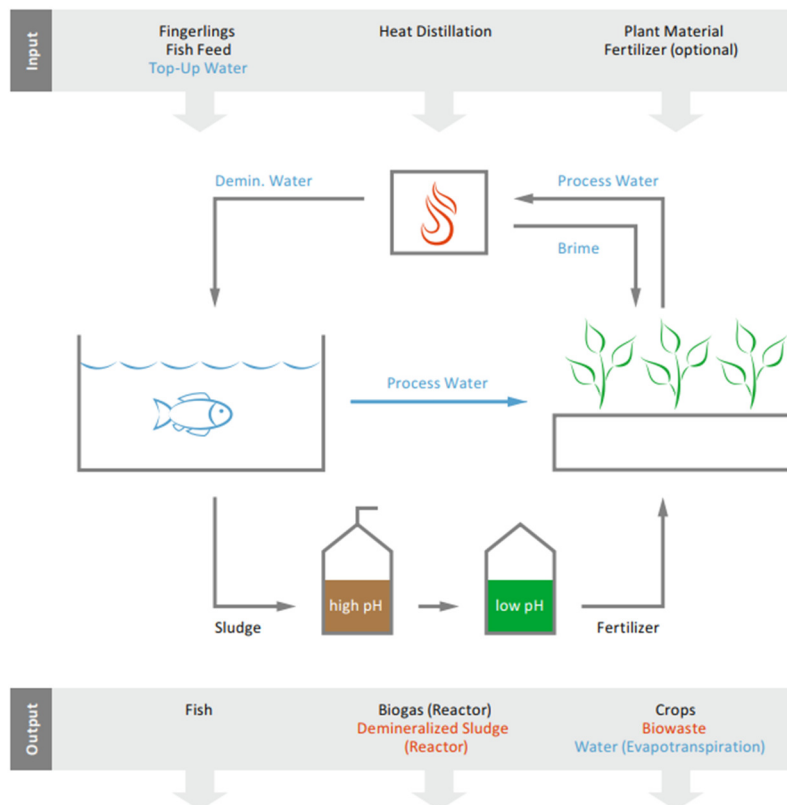 Input
Fingerlings
Fish Feed
Top-Up Water
Heat Distillation
Plant Material
Fertilizer (optional)
Demin. Water
Process Water
Brime
Process Water
high pH
low pH
Sludge
Fertilizer
Output
Fish
Biogas (Reactor)
Demineralized Sludge
(Reactor)
Crops
Biowaste
Water (Evapotranspiration)